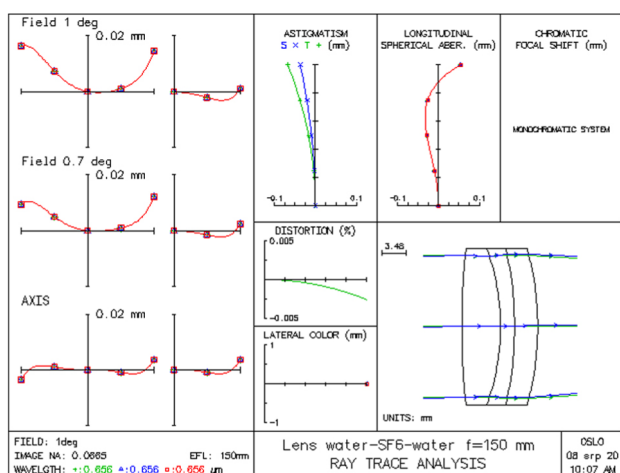 Field 1 deg
0.02 mm
Field 0.7 deg
0.02 mm
AXIS
0.02 mm
ASTIGMATISM
S × T + (mm)
-0.1
0.1
LONGITUDINAL
SPHERICAL ABER. (mm)
-0.1
0.1
CHROMATIC
FOCAL SHIFT (mm)
MONOCHROMATIC SYSTEM
DISTORTION (%)
0.005
-0.005
LATERAL COLOR (mm)
1
-1
3.48
UNITS: mm
FIELD: 1deg
IMAGE NA: 0.0665 EFL: 150mm
WAVELGTH: +:0.656 △:0.656 □:0.656 µm
Lens water-SF6-water f=150 mm
RAY TRACE ANALYSIS
OSLO
08 srp 20
10:07 AM